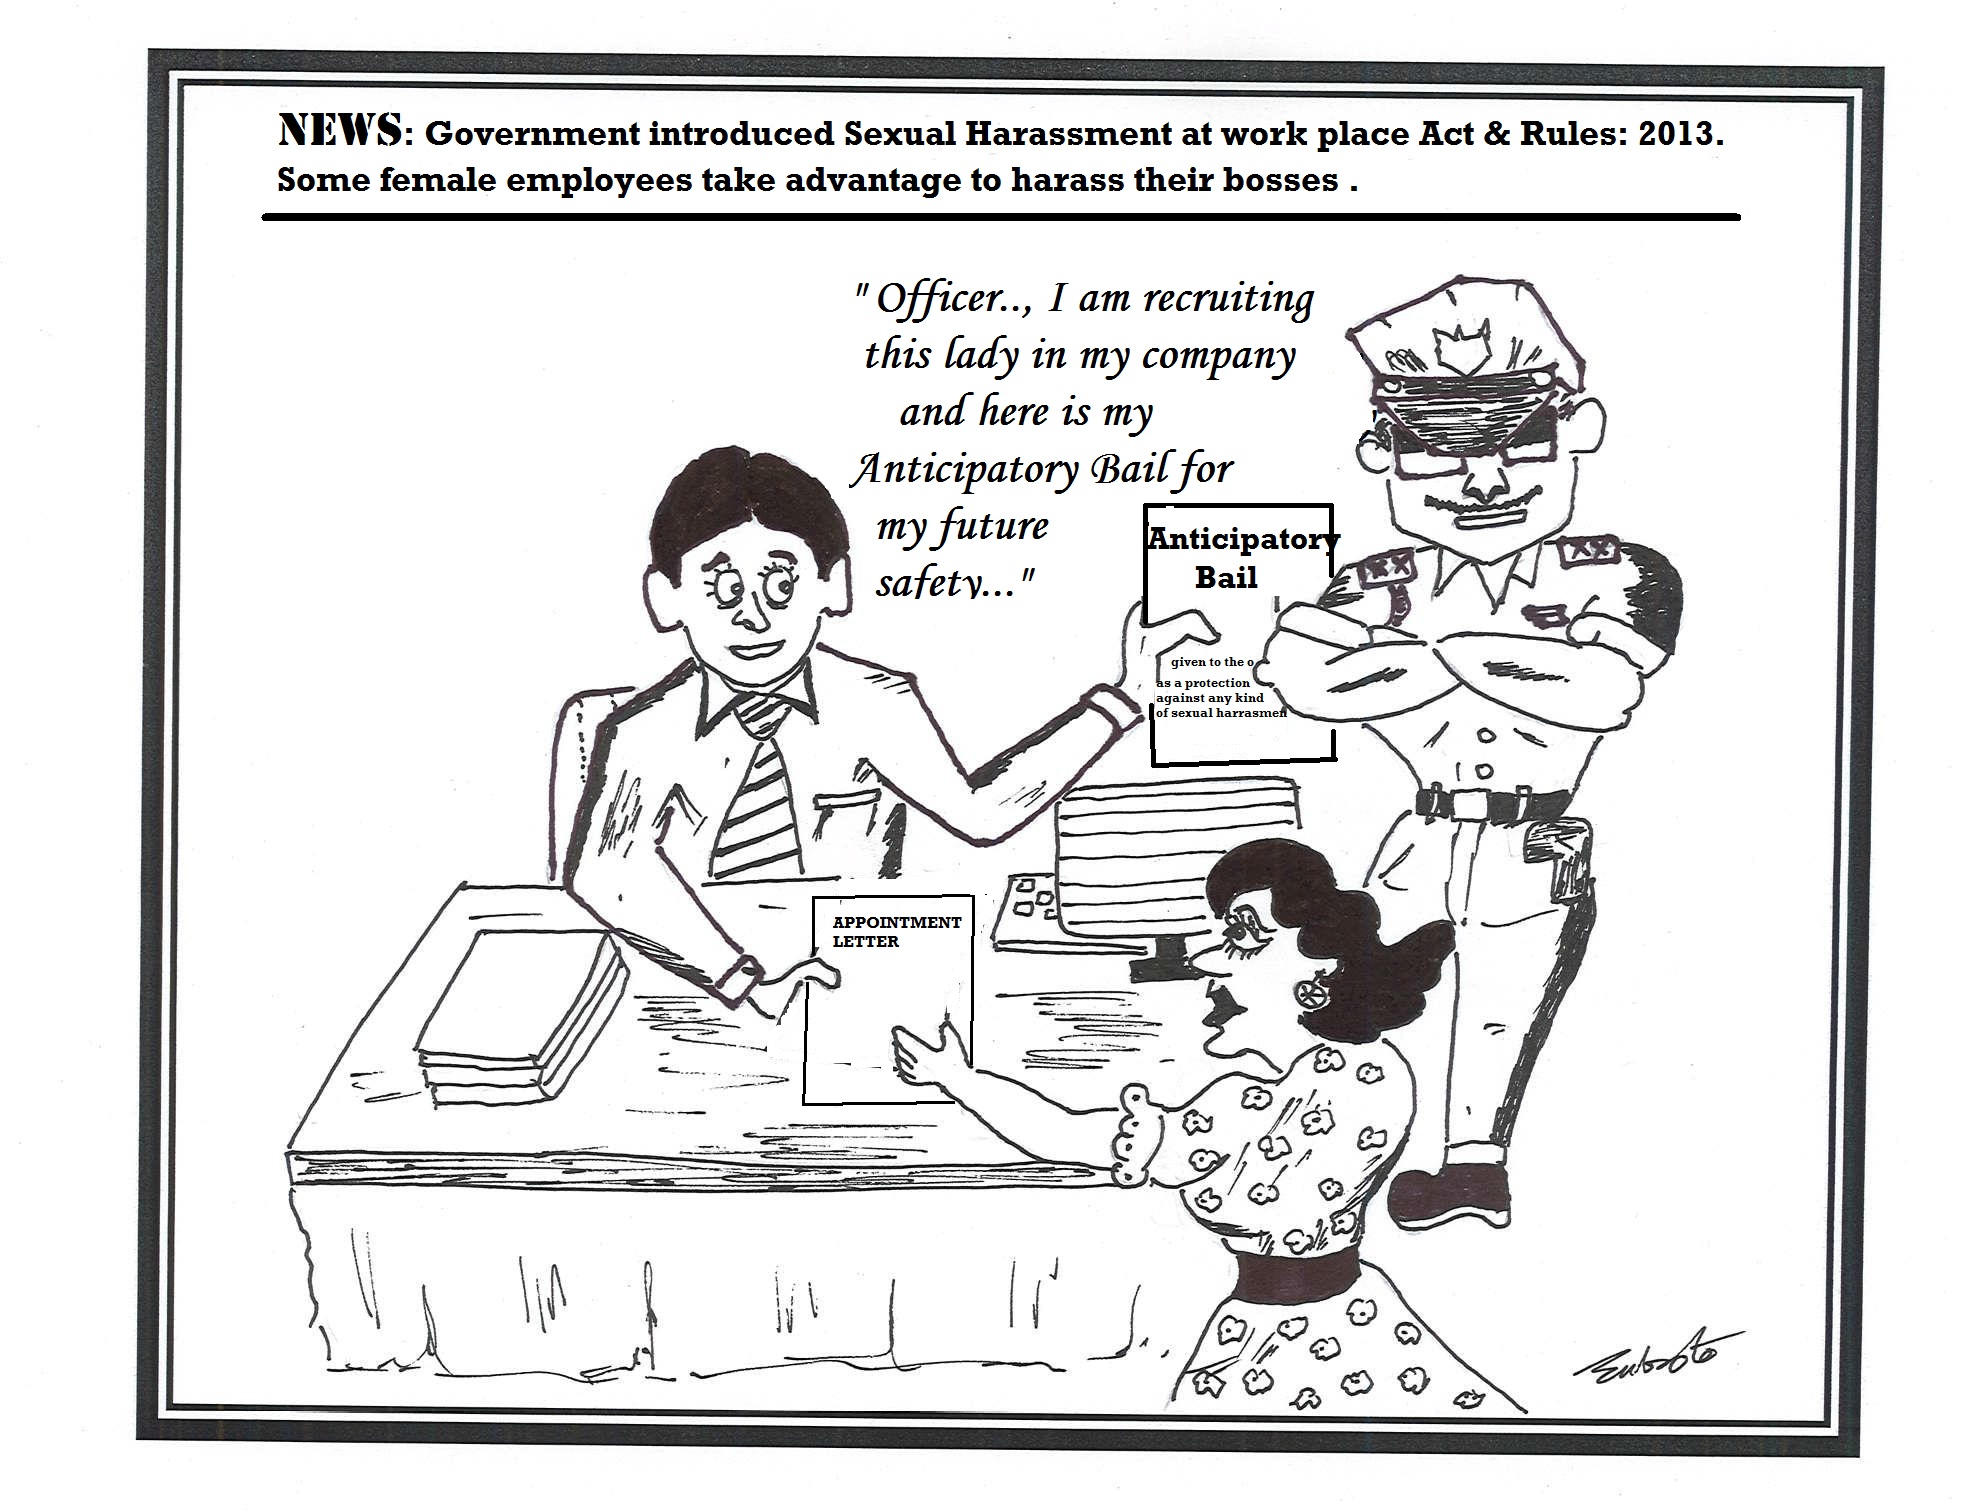 NEWS: Government introduced Sexual Harassment at work place Act & Rules: 2013.
Some female employees take advantage to harass their bosses .
"Officer.., I am recruiting
this lady in my company
and here is my
Anticipatory Bail for
my future
safety..."
Anticipatory
Bail
given to the o
as a protection
against any kind
of sexual harrasmen
APPOINTMENT
LETTER